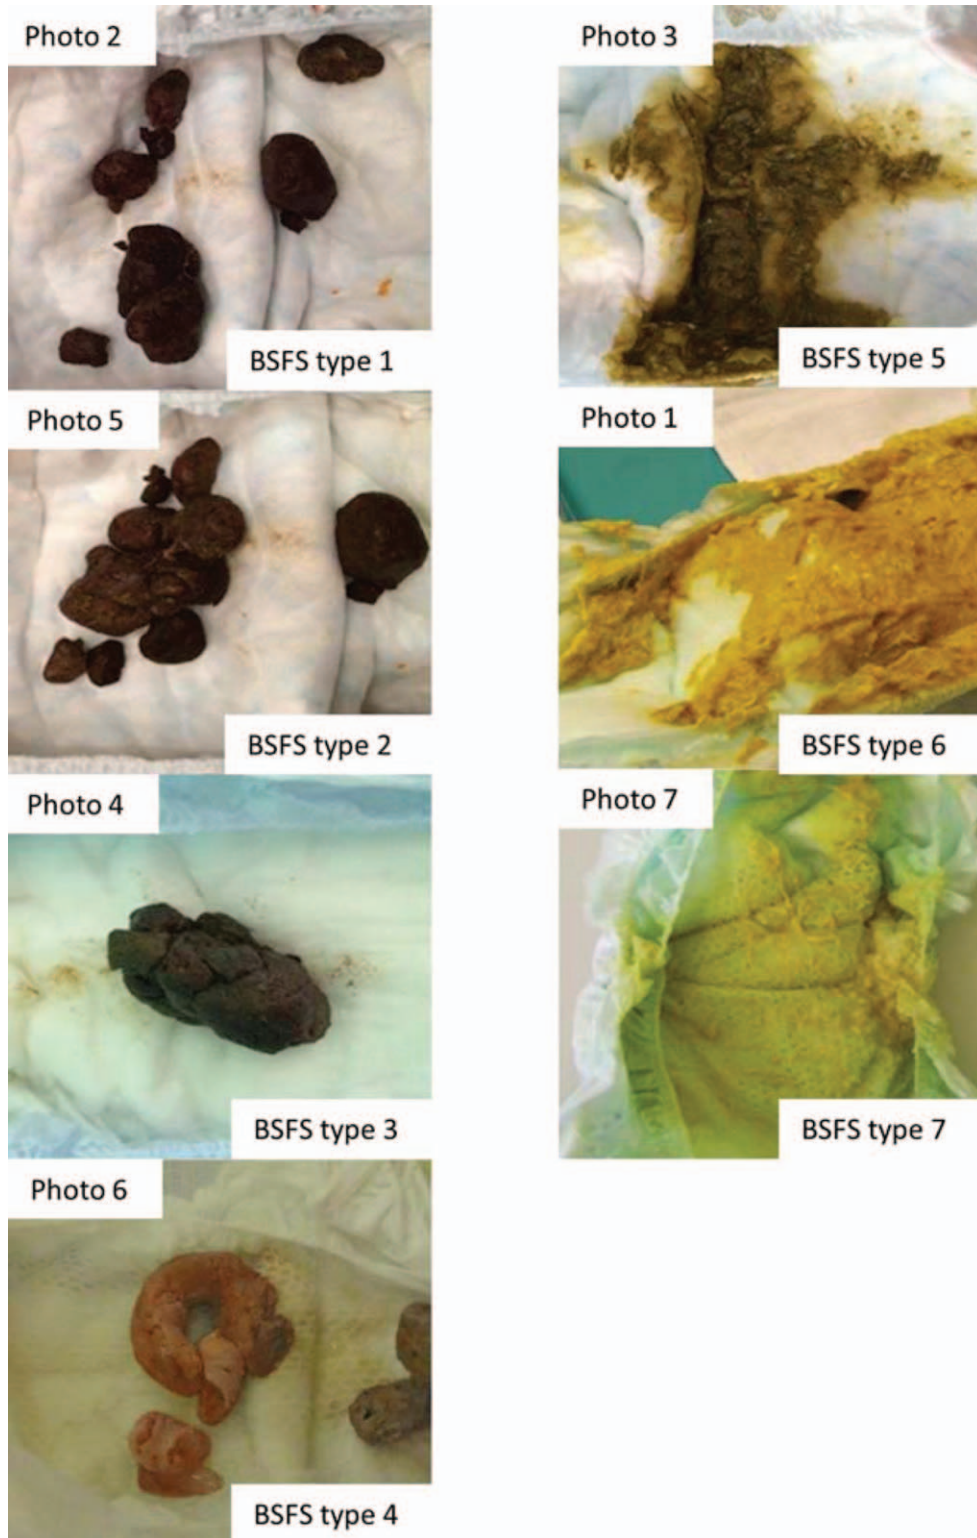 Photo 2
BSFS type 1
Photo 5
BSFS type 2
Photo 4
BSFS type 3
Photo 6
BSFS type 4
Photo 3
BSFS type 5
Photo 1
BSFS type 6
Photo 7
BSFS type 7